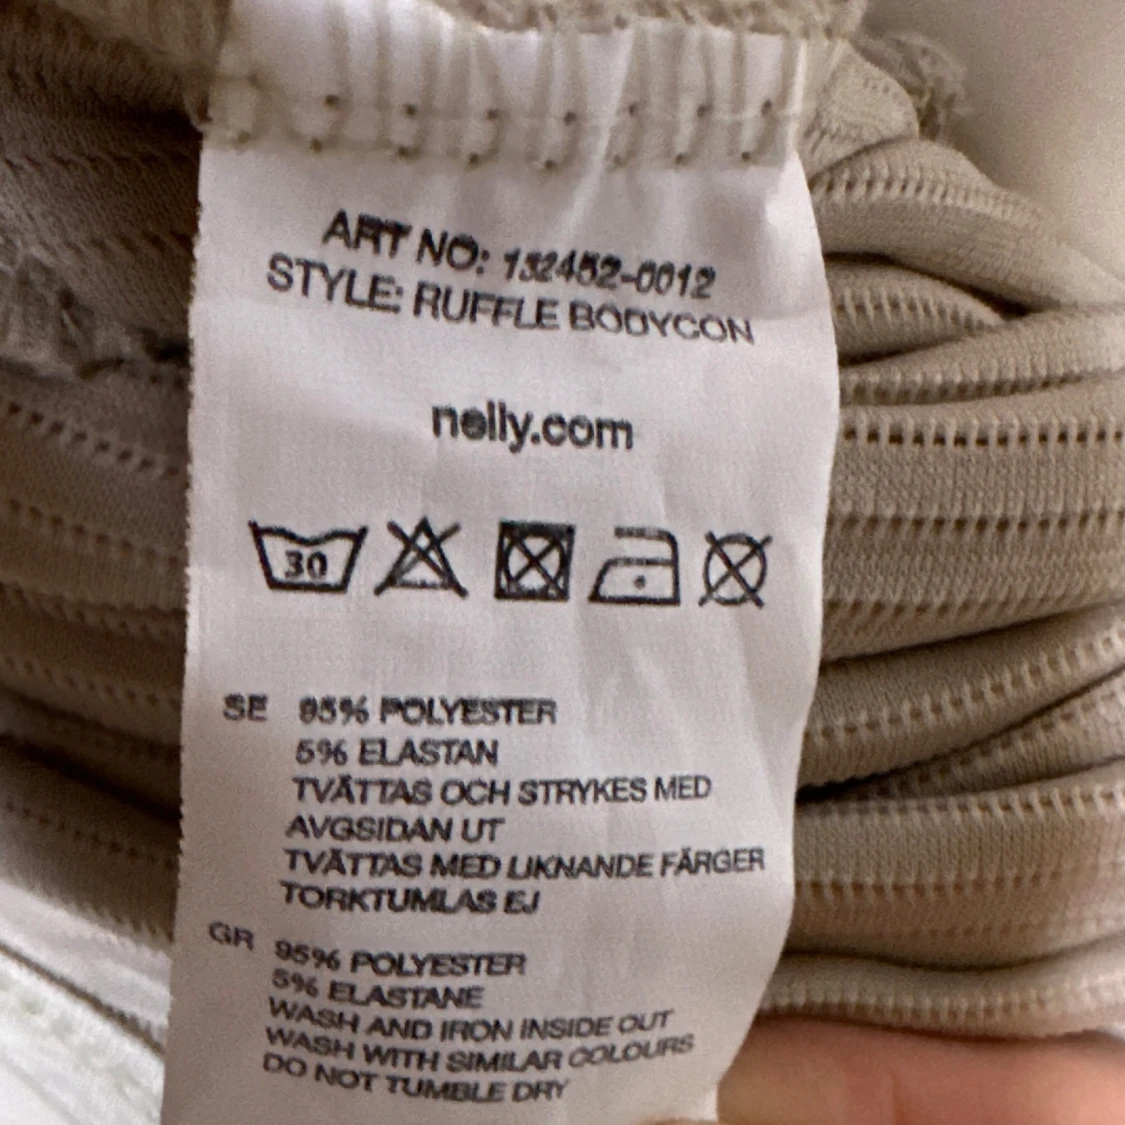 ART NO: 132452-0012
STYLE: RUFFLE BODYCON
nelly.com
30
SE 95% POLYESTER
5% ELASTAN
TVÄTTAS OCH STRYKES MED
AVGSIDAN UT
TVÄTTAS MED LIKNANDE FÄRGER
TORKTUMLAS EJ
GR 95% POLYESTER
5% ELASTANE
WASH AND IRON INSIDE OUT
WASH WITH SIMILAR COLOURS
DO NOT TUMBLE DRY